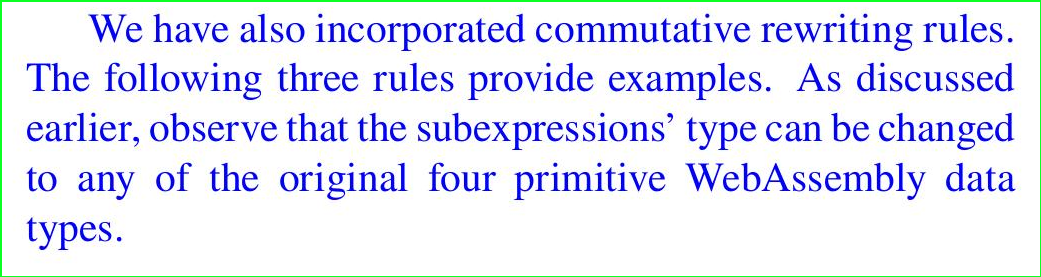 We have also incorporated commutative rewriting rules.
The following three rules provide examples. As discussed
earlier, observe that the subexpressions’ type can be changed
to any of the original four primitive WebAssembly data
types.